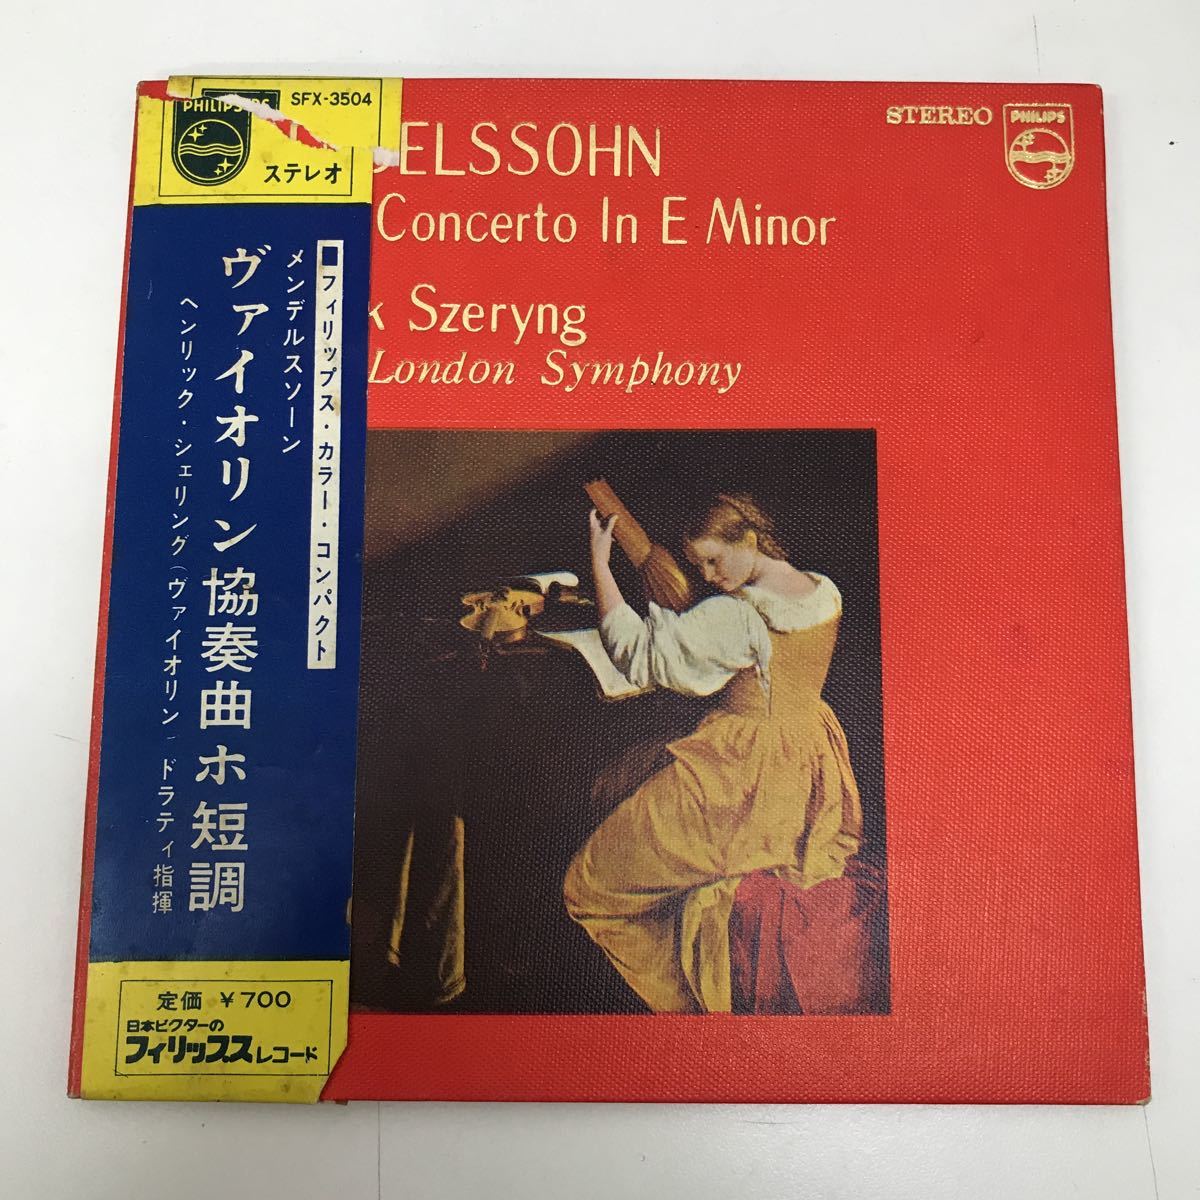 PHILIPS
SFX-3504
ステレオ
フィリップス・カラー・コンパクト
メンデルスゾーン
ヴァイオリン協奏曲ホ短調
ヘンリック・シェリング(ヴァイオリン) ドラティ指揮
定価 ¥700
日本ビクターの
フィリップスレコード
STEREO
PHILIPS
DELSSOHN
Concerto In E Minor
k Szeryng
London Symphony